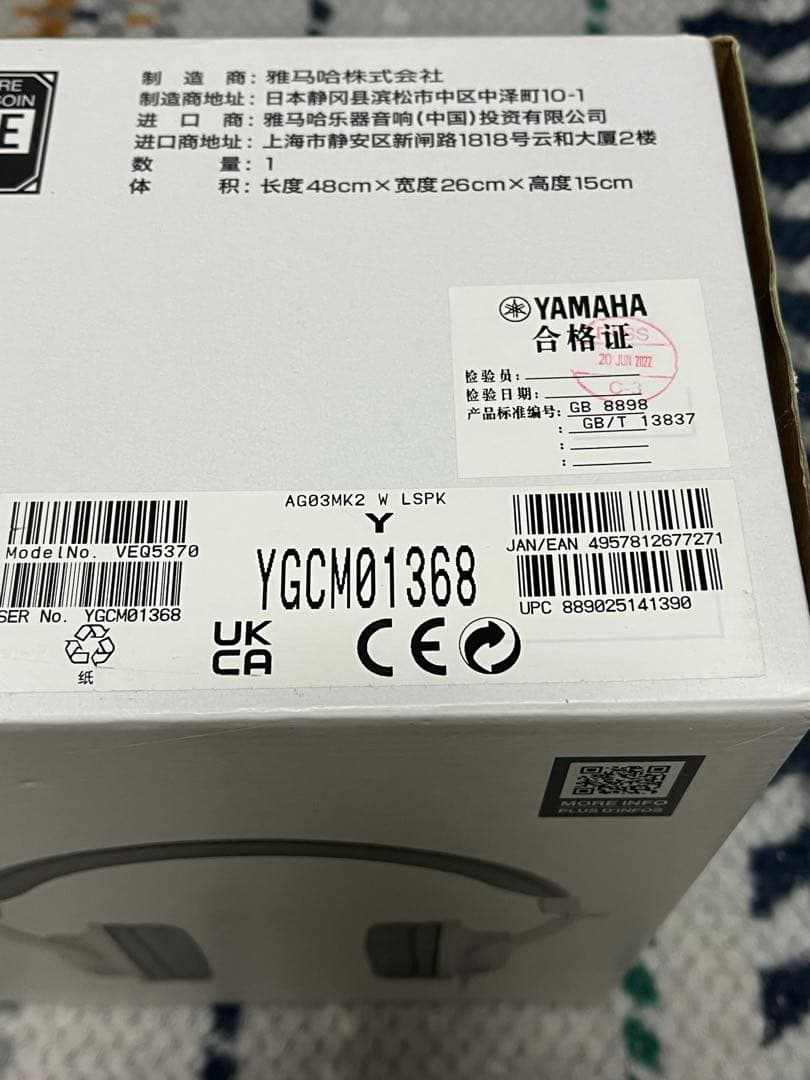 RE
COIN
E
制 造 商：雅马哈株式会社
制造商地址：日本静冈县滨松市中区中泽町10-1
进 口 商：雅马哈乐器音响(中国)投资有限公司
进口商地址：上海市静安区新闸路1818号云和大厦2楼
数 量：1
体 积：长度48cm×宽度26cm×高度15cm
YAMAHA
合格证
PASS
20 JUN 2022
C-3
检验员：
检验日期：
产品标准编号：GB 8898
：GB/T 13837
：
：
AG03MK2 W LSPK
Y
YGCM01368
ModelNo. VEQ5370
SER No. YGCM01368
JAN/EAN 4957812677271
UPC 889025141390
纸
UK
CA
CE
MORE INFO
PLUS D'INFOS